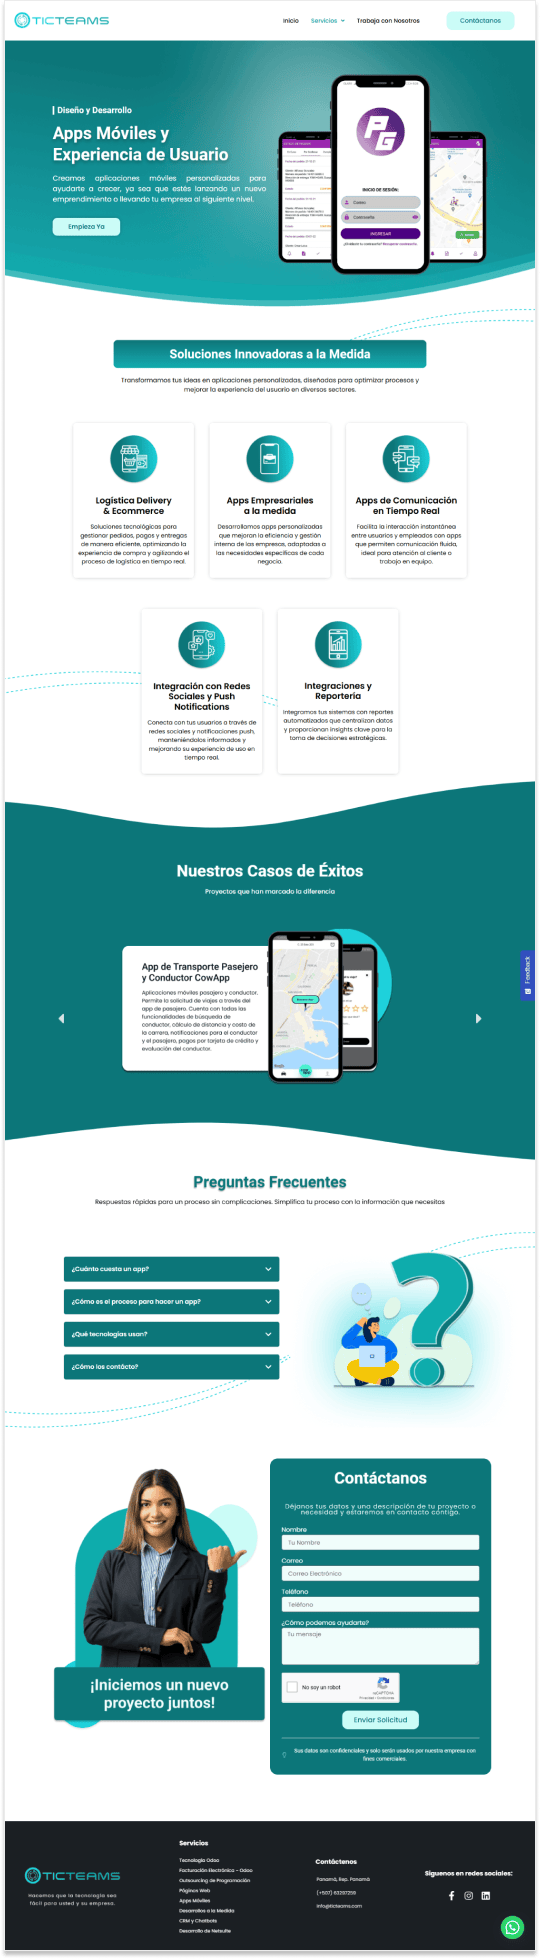 TICTEAMS
Inicio
Servicios
Trabaja con Nosotros
Contáctanos
Diseño y Desarrollo
Apps Móviles y
Experiencia de Usuario
Creamos aplicaciones móviles personalizadas para
ayudarte a crecer, ya sea que estés lanzando un nuevo
emprendimiento o llevando tu empresa al siguiente nivel.
Empieza Ya
PG
INICIO DE SESIÓN:
Correo
Contraseña
INGRESAR
Soluciones Innovadoras a la Medida
Transformamos tus ideas en aplicaciones personalizadas, diseñadas para optimizar procesos y
mejorar la experiencia del usuario en diversos sectores.
Logística Delivery
& Ecommerce
Soluciones tecnológicas para
gestionar pedidos, pagos y entregas
de manera eficiente, optimizando la
experiencia de compra y agilizando el
proceso de logística en tiempo real.
Apps Empresariales
a la medida
Desarrollamos apps personalizadas
que mejoran la eficiencia y gestión
interna de las empresas, adaptadas a
las necesidades específicas de cada
negocio.
Apps de Comunicación
en Tiempo Real
Facilita la interacción instantánea
entre usuarios y empleados con apps
que permiten comunicación fluida,
ideal para atención al cliente o
trabajo en equipo.
Integración con Redes
Sociales y Push
Notifications
Conecta con tus usuarios a través de
redes sociales y notificaciones push,
manteniéndolos informados y
mejorando su experiencia de uso en
tiempo real.
Integraciones y
Reportería
Integramos tus sistemas con reportes
automatizados que centralizan datos
y proporcionan insights clave para la
toma de decisiones estratégicas.
Nuestros Casos de Éxitos
Proyectos que han marcado la diferencia
App de Transporte Pasejero
y Conductor CowApp
Aplicaciones móviles pasajero y conductor.
Permite la solicitud de viajes a través del
app de pasajero. Cuenta con todas las
funcionalidades de búsqueda de
conductor, cálculo de distancia y costo de
la carrera, notificaciones para el conductor
y el pasajero, pagos por tarjeta de crédito y
evaluación del conductor.
Feedback
Preguntas Frecuentes
Respuestas rápidas para un proceso sin complicaciones. Simplifica tu proceso con la información que necesitas
¿Cuánto cuesta un app?
¿Cómo es el proceso para hacer un app?
¿Qué tecnologías usan?
¿Cómo los contácto?
¡Iniciemos un nuevo
proyecto juntos!
Contáctanos
Déjanos tus datos y una descripción de tu proyecto o
necesidad y estaremos en contacto contigo.
Nombre
Tu Nombre
Correo
Correo Electrónico
Teléfono
Teléfono
¿Cómo podemos ayudarte?
Tu mensaje
No soy un robot
reCAPTCHA
Enviar Solicitud
Sus datos son confidenciales y solo serán usados por nuestra empresa con
fines comerciales.
TICTEAMS
Hacemos que la tecnología sea
fácil para usted y su empresa.
Servicios
Tecnología Odoo
Facturación Electrónica – Odoo
Outsourcing de Programación
Páginas Web
Apps Móviles
Desarrollos a la Medida
CRM y Chatbots
Desarrollo de Netsuite
Contáctenos
Panamá, Rep. Panamá
(+507) 63297259
info@ticteams.com
Síguenos en redes sociales: